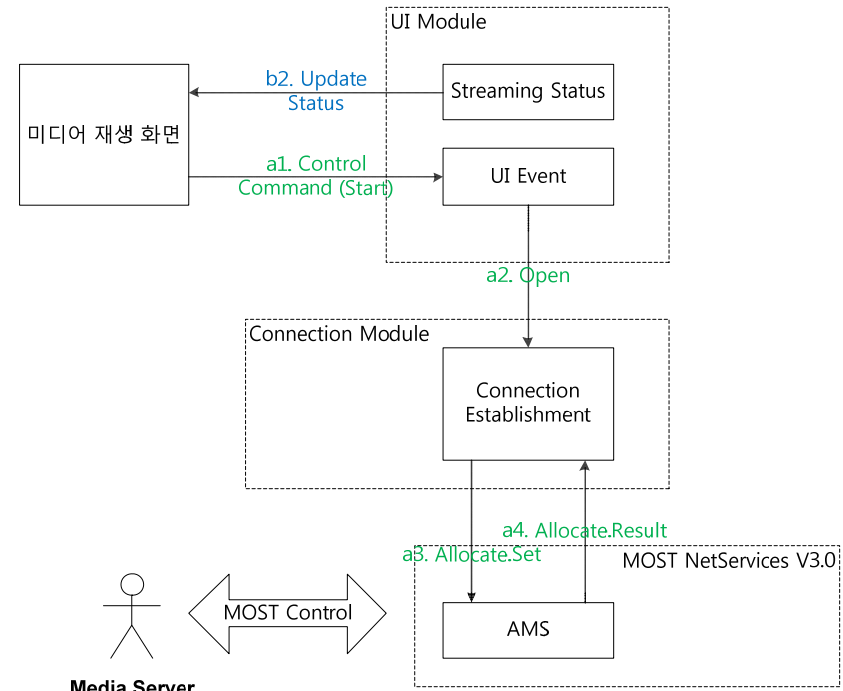 UI Module
b2. Update
Status
Streaming Status
미디어 재생 화면
a1. Control
Command (Start)
UI Event
a2. Open
Connection Module
Connection
Establishment
a4. Allocate.Result
a3. Allocate.Set
MOST NetServices V3.0
MOST Control
AMS
Media Server